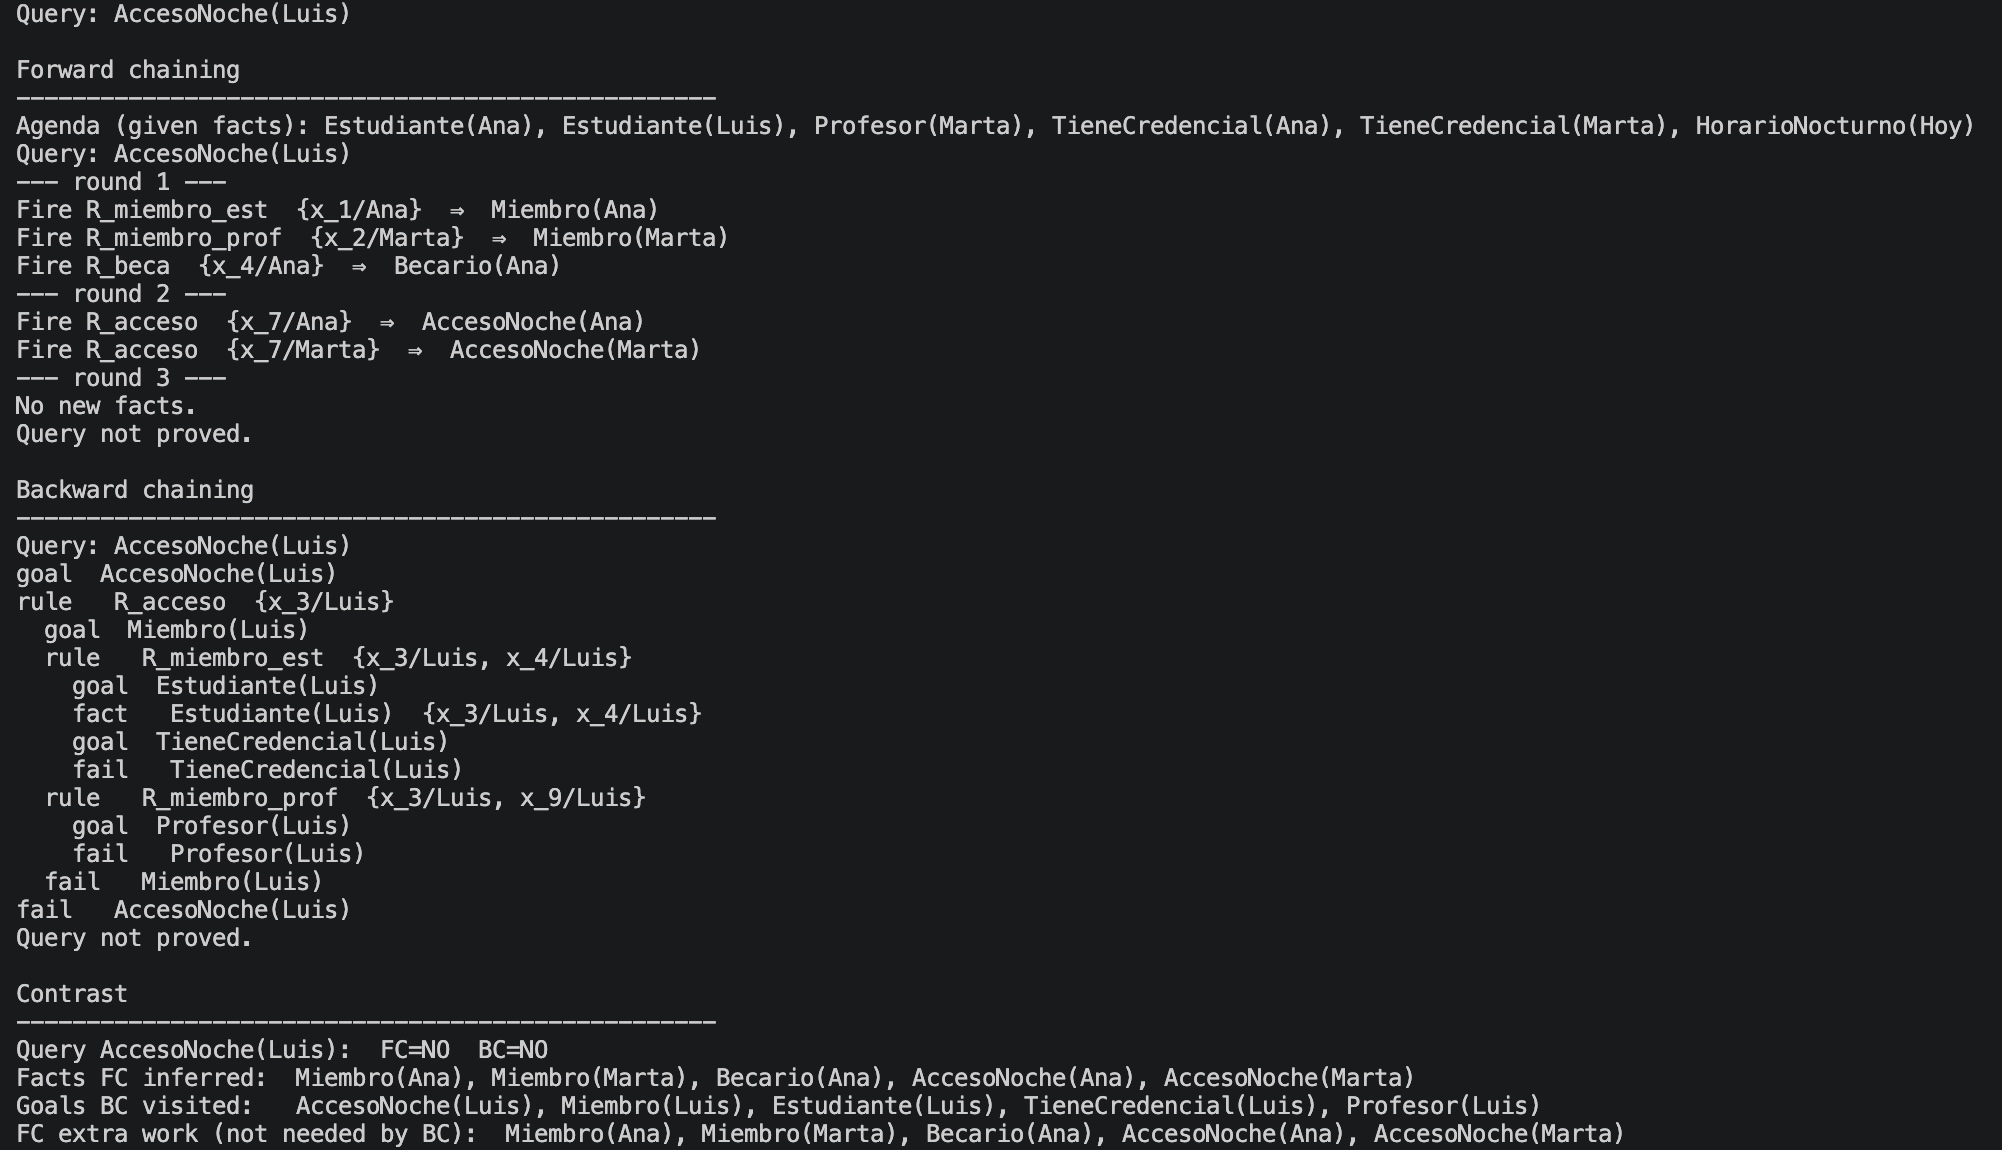 Query: AccesoNoche(Luis)
Forward chaining
--------------------------------------------------
Agenda (given facts): Estudiante(Ana), Estudiante(Luis), Profesor(Marta), TieneCredencial(Ana), TieneCredencial(Marta), HorarioNocturno(Hoy)
Query: AccesoNoche(Luis)
--- round 1 ---
Fire R_miembro_est  {x_1/Ana}  ⇒  Miembro(Ana)
Fire R_miembro_prof  {x_2/Marta}  ⇒  Miembro(Marta)
Fire R_beca  {x_4/Ana}  ⇒  Becario(Ana)
--- round 2 ---
Fire R_acceso  {x_7/Ana}  ⇒  AccesoNoche(Ana)
Fire R_acceso  {x_7/Marta}  ⇒  AccesoNoche(Marta)
--- round 3 ---
No new facts.
Query not proved.
Backward chaining
--------------------------------------------------
Query: AccesoNoche(Luis)
goal  AccesoNoche(Luis)
rule   R_acceso  {x_3/Luis}
  goal  Miembro(Luis)
  rule   R_miembro_est  {x_3/Luis, x_4/Luis}
    goal  Estudiante(Luis)
    fact   Estudiante(Luis)  {x_3/Luis, x_4/Luis}
    goal  TieneCredencial(Luis)
    fail   TieneCredencial(Luis)
  rule   R_miembro_prof  {x_3/Luis, x_9/Luis}
    goal  Profesor(Luis)
    fail   Profesor(Luis)
  fail   Miembro(Luis)
fail   AccesoNoche(Luis)
Query not proved.
Contrast
--------------------------------------------------
Query AccesoNoche(Luis):  FC=NO  BC=NO
Facts FC inferred:  Miembro(Ana), Miembro(Marta), Becario(Ana), AccesoNoche(Ana), AccesoNoche(Marta)
Goals BC visited:   AccesoNoche(Luis), Miembro(Luis), Estudiante(Luis), TieneCredencial(Luis), Profesor(Luis)
FC extra work (not needed by BC):  Miembro(Ana), Miembro(Marta), Becario(Ana), AccesoNoche(Ana), AccesoNoche(Marta)